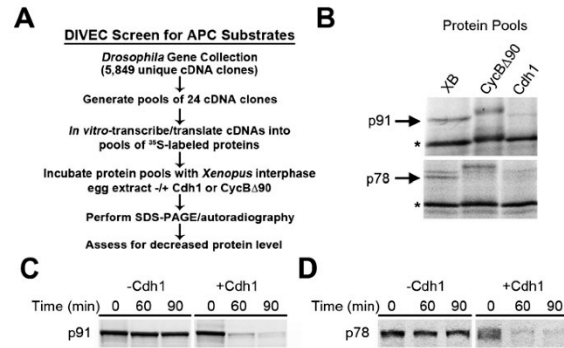 A
DIVEC Screen for APC Substrates
Drosophila Gene Collection
(5,849 unique cDNA clones)
Generate pools of 24 cDNA clones
In vitro-transcribe/translate cDNAs into
pools of ³⁵S-labeled proteins
Incubate protein pools with Xenopus interphase
egg extract -/+ Cdh1 or CycBΔ90
Perform SDS-PAGE/autoradiography
Assess for decreased protein level
B
Protein Pools
XB
CycBΔ90
Cdh1
p91
*
p78
*
C
-Cdh1 +Cdh1
Time (min) 0 60 90 0 60 90
p91
D
-Cdh1 +Cdh1
Time (min) 0 60 90 0 60 90
p78